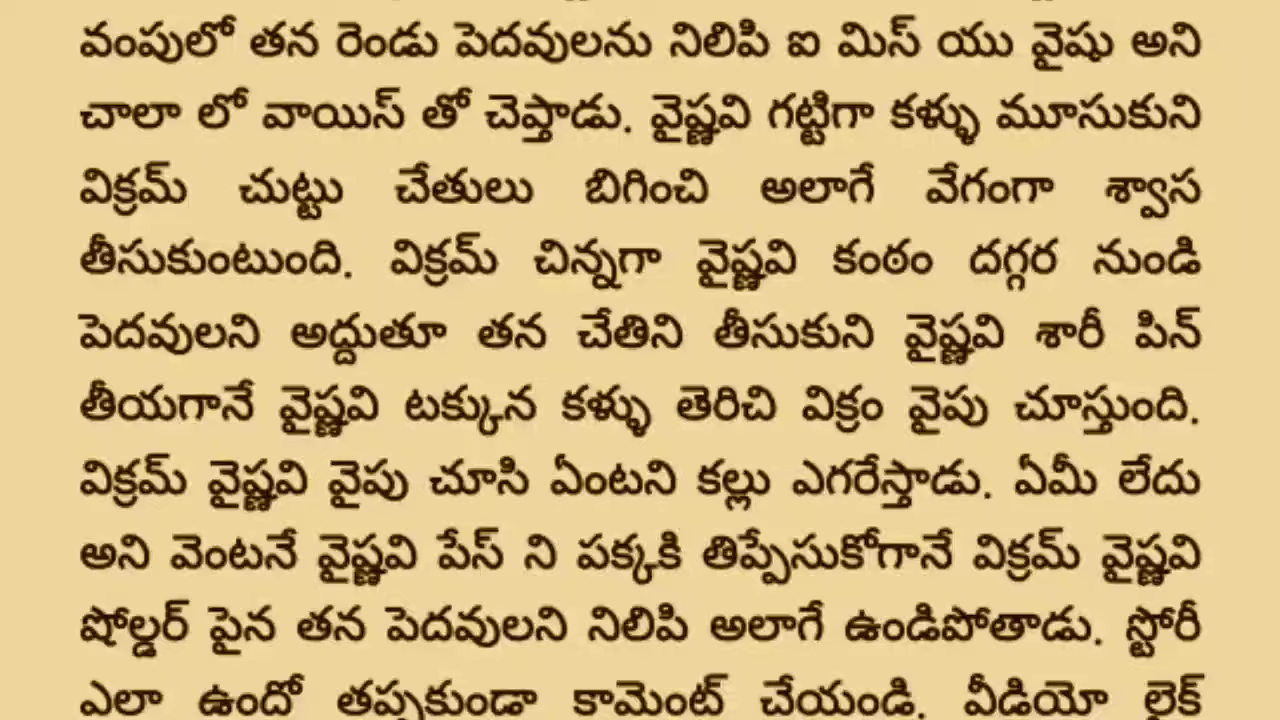 వంపులో తన రెండు పెదవులను నిలిపి ఐ మిస్ యు వైషు అని
చాలా లో వాయిస్ తో చెప్తాడు. వైష్ణవి గట్టిగా కళ్ళు మూసుకుని
విక్రమ్ చుట్టు చేతులు బిగించి అలాగే వేగంగా శ్వాస
తీసుకుంటుంది. విక్రమ్ చిన్నగా వైష్ణవి కంఠం దగ్గర నుండి
పెదవులని అద్దుతూ తన చేతిని తీసుకుని వైష్ణవి శారీ పిన్
తీయగానే వైష్ణవి టక్కున కళ్ళు తెరిచి విక్రం వైపు చూస్తుంది.
విక్రమ్ వైష్ణవి వైపు చూసి ఏంటని కల్లు ఎగరేస్తాడు. ఏమీ లేదు
అని వెంటనే వైష్ణవి పేస్ ని పక్కకి తిప్పేసుకోగానే విక్రమ్ వైష్ణవి
షోల్డర్ పైన తన పెదవులని నిలిపి అలాగే ఉండిపోతాడు. స్టోరీ
ఎలా ఉందో తప్పకుండా కామెంట్ చేయండి. వీడియో లైక్